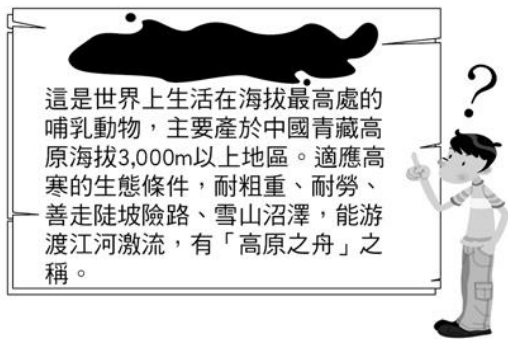 這是世界上生活在海拔最高處的
哺乳動物，主要產於中國青藏高
原海拔3,000m以上地區。適應高
寒的生態條件，耐粗重、耐勞、
善走陡坡險路、雪山沼澤，能游
渡江河激流，有「高原之舟」之
稱。
?